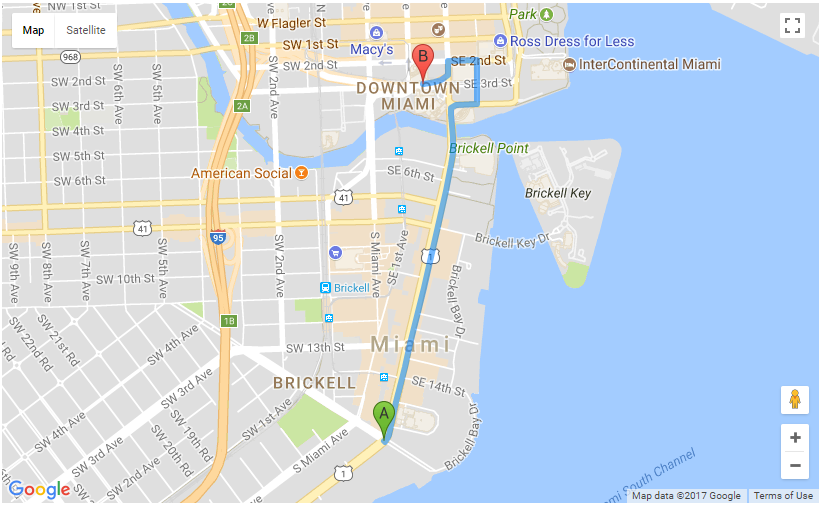 Map
Satellite
968
2B
W Flagler St
SW 1st St
SW 2nd St
Macy's
Park
Ross Dress for Less
InterContinental Miami
B
SE 2nd St
SE 3rd St
DOWNTOWN
MIAMI
SW 2nd St
SW 3rd St
SW 4th St
SW 5th St
SW 6th St
SW 6th Ave
SW 5th Ave
SW 2nd Ave
2A
Brickell Point
Brickell Key
American Social
SE 6th St
41
41
95
SW 9th Ave
SW 8th Ave
SW 7th Ave
SW 10th St
SW 2nd Ave
S Miami Ave
SE 1st Ave
1
Brickell Key Dr
Brickell
Brickell Bay Dr
1B
SW 22nd Rd
SW 21st Rd
SW 4th Ave
SW 13th St
Miami
SW 3rd Ave
BRICKELL
SE 14th St
A
SW 4th Ave
SW 3rd Ave
SW 20th Rd
SW 19th Rd
SW 1st Ave
S Miami Ave
Brickell Bay Dr
1
Miami South Channel
Google
Map data ©2017 Google
Terms of Use